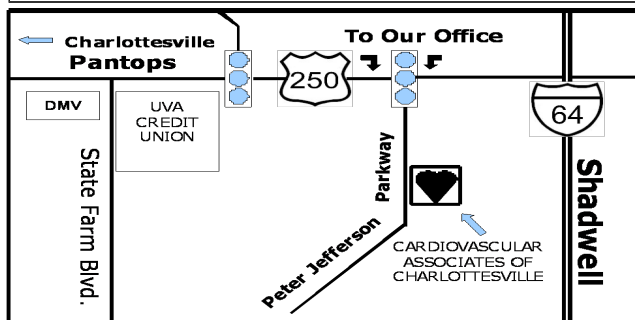 Charlottesville
Pantops
To Our Office
250
64
DMV
UVA
CREDIT
UNION
State Farm Blvd.
Peter Jefferson
Parkway
CARDIOVASCULAR
ASSOCIATES OF
CHARLOTTESVILLE
Shadwell